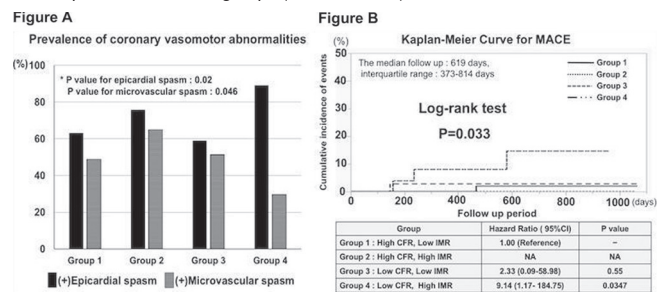 Figure A
Prevalence of coronary vasomotor abnormalities
(%)
100
80
60
40
20
0
* P value for epicardial spasm : 0.02
P value for microvascular spasm : 0.046
Group 1 Group 2 Group 3 Group 4
(+)Epicardial spasm (+)Microvascular spasm
Figure B
Kaplan-Meier Curve for MACE
(%)
50
40
30
20
10
0
Cumulative incidence of events
The median follow up : 619 days,
interquartile range : 373-814 days
Group 1
Group 2
Group 3
Group 4
Log-rank test
P=0.033
0 200 400 600 800 1000 (days)
Follow up period
Group Hazard Ratio ( 95%CI) P value
Group 1 : High CFR, Low IMR 1.00 (Reference) –
Group 2 : High CFR, High IMR NA NA
Group 3 : Low CFR, Low IMR 2.33 (0.09-58.98) 0.55
Group 4 : Low CFR, High IMR 9.14 (1.17- 184.75) 0.0347